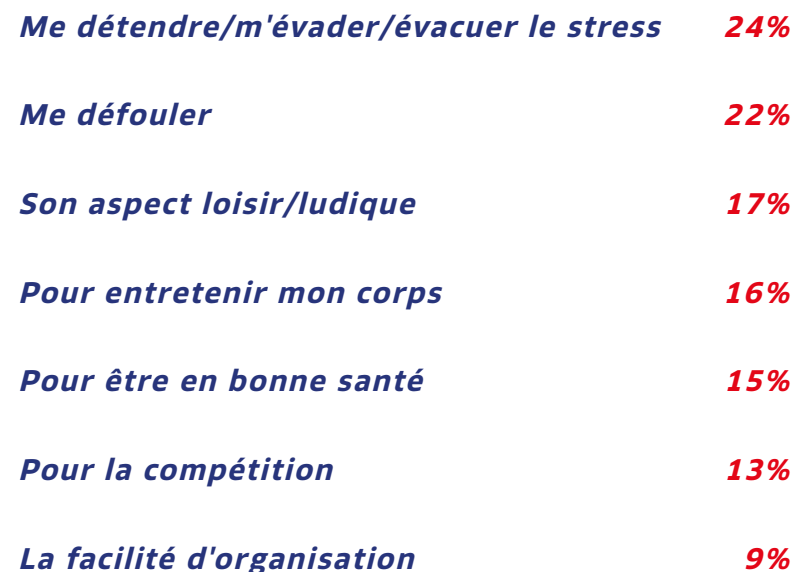 Me détendre/m'évader/évacuer le stress 24%
Me défouler 22%
Son aspect loisir/ludique 17%
Pour entretenir mon corps 16%
Pour être en bonne santé 15%
Pour la compétition 13%
La facilité d'organisation 9%